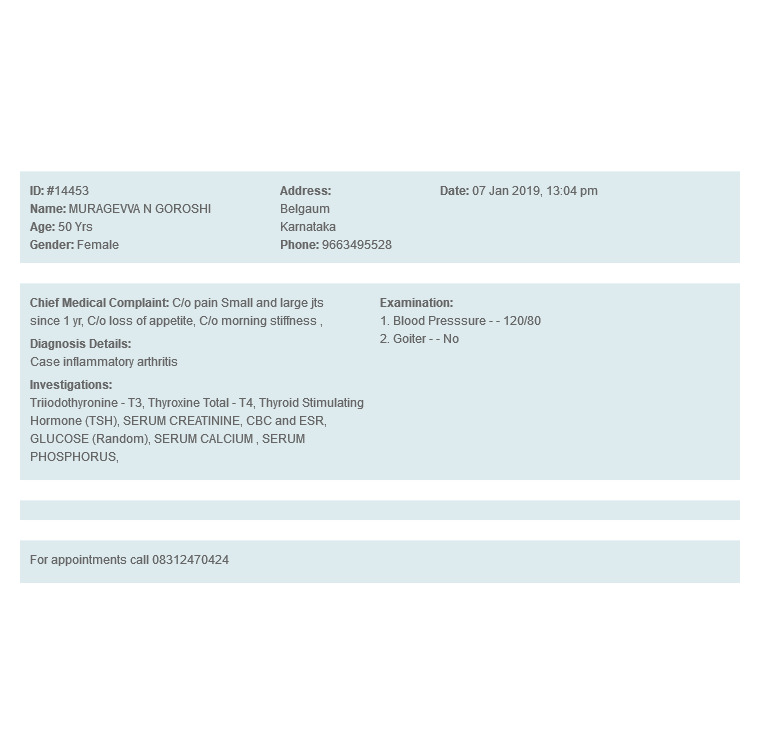 ID: #14453
Name: MURAGEVVA N GOROSHI
Age: 50 Yrs
Gender: Female
Address:
Belgaum
Karnataka
Phone: 9663495528
Date: 07 Jan 2019, 13:04 pm
Chief Medical Complaint: C/o pain Small and large jts
since 1 yr, C/o loss of appetite, C/o morning stiffness ,
Diagnosis Details:
Case inflammatory arthritis
Investigations:
Triiodothyronine - T3, Thyroxine Total - T4, Thyroid Stimulating
Hormone (TSH), SERUM CREATININE, CBC and ESR,
GLUCOSE (Random), SERUM CALCIUM , SERUM
PHOSPHORUS,
Examination:
1. Blood Presssure - - 120/80
2. Goiter - - No
For appointments call 08312470424